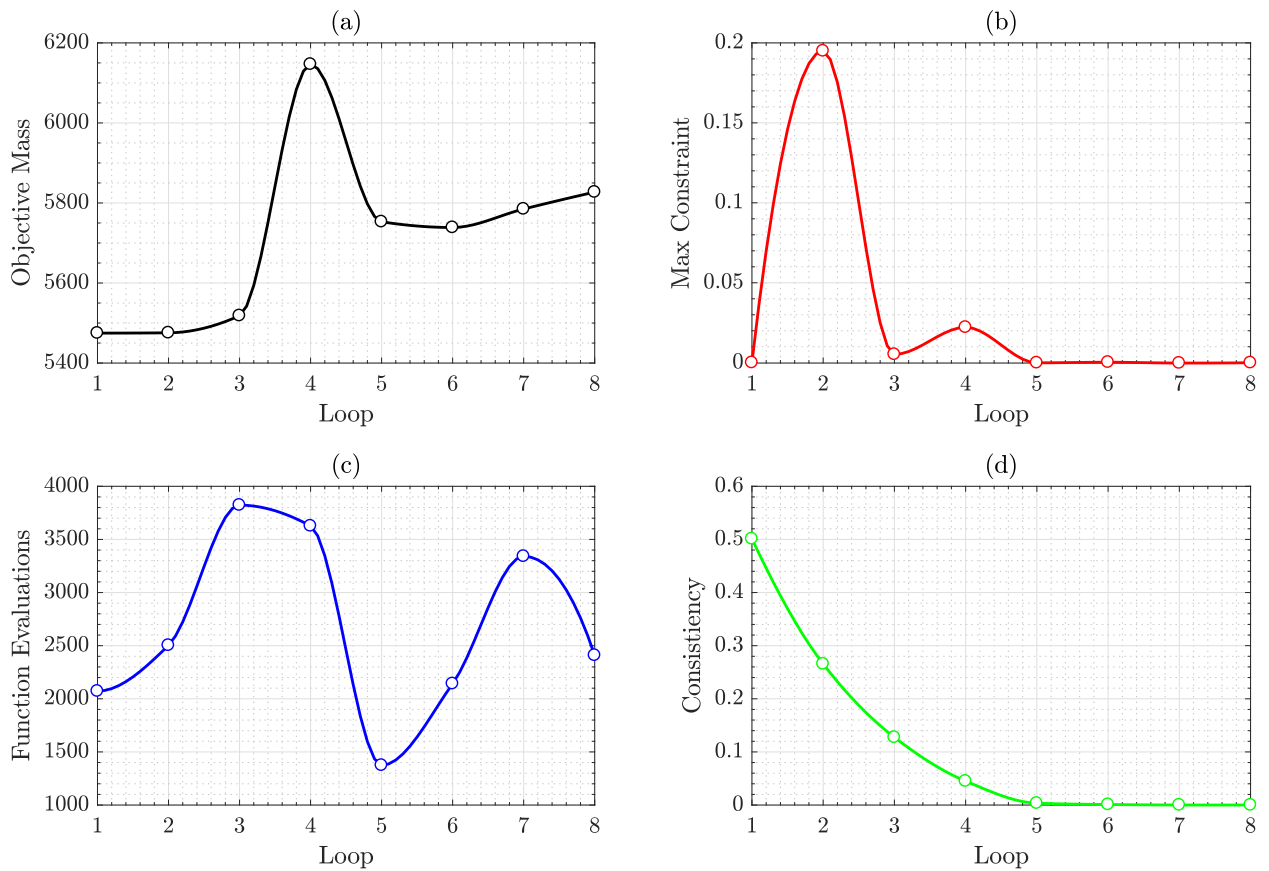 (a)
6200
6000
5800
5600
5400
Objective Mass
1 2 3 4 5 6 7 8
Loop
(b)
0.2
0.15
0.1
0.05
0
Max Constraint
1 2 3 4 5 6 7 8
Loop
(c)
4000
3500
3000
2500
2000
1500
1000
Function Evaluations
1 2 3 4 5 6 7 8
Loop
(d)
0.6
0.5
0.4
0.3
0.2
0.1
0
Consistiency
1 2 3 4 5 6 7 8
Loop